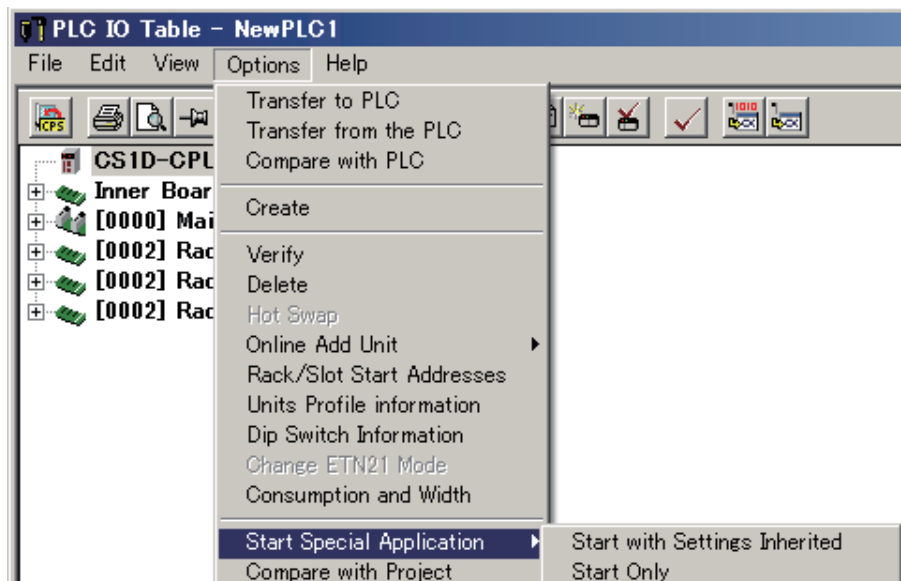 PLC IO Table - NewPLC1
File Edit View Options Help
NCPS
Transfer to PLC
Transfer from the PLC
Compare with PLC
Create
Verify
Delete
Hot Swap
Online Add Unit
Rack/Slot Start Addresses
Units Profile information
Dip Switch Information
Change ETN21 Mode
Consumption and Width
Start Special Application
Compare with Project
Start with Settings Inherited
Start Only
CS1D-CPU
Inner Boar
[0000] Mai
[0002] Rac
[0002] Rac
[0002] Rac